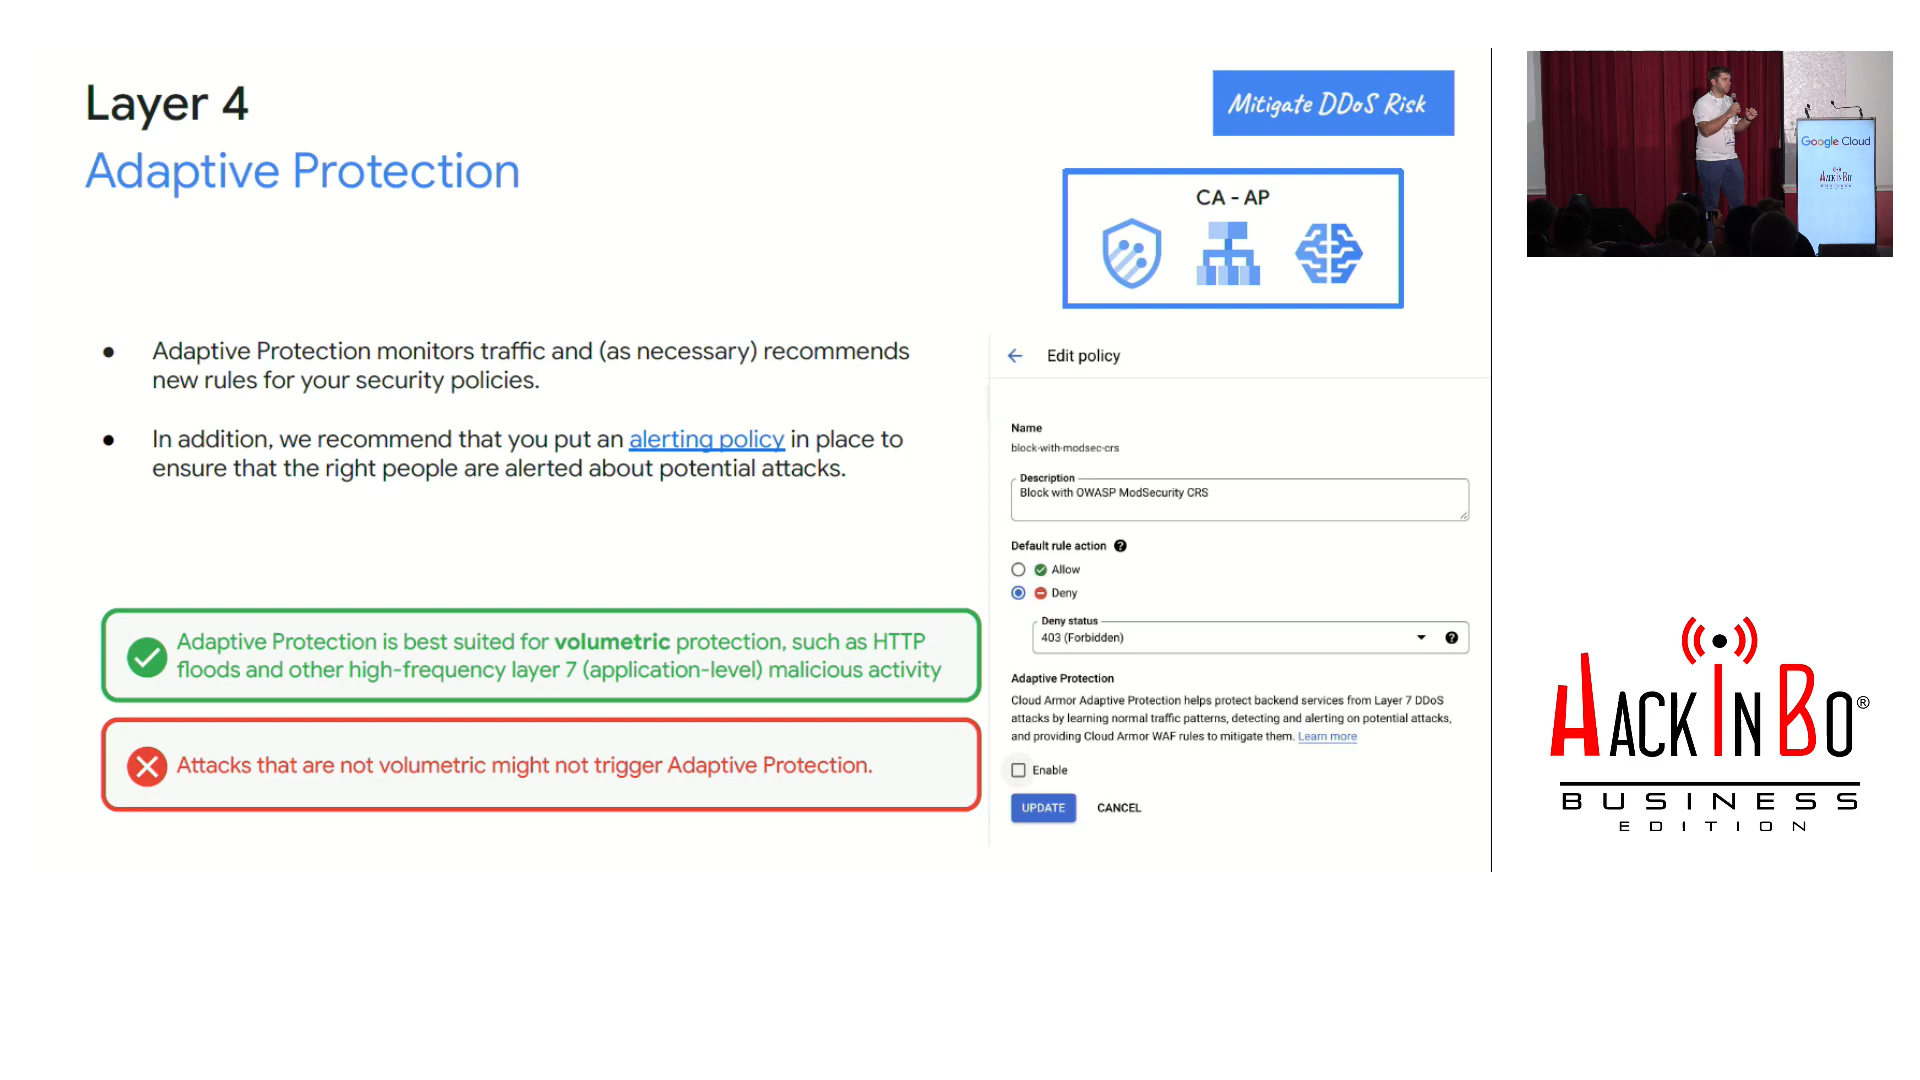 Layer 4
Adaptive Protection
Mitigate DDoS Risk
CA - AP
● Adaptive Protection monitors traffic and (as necessary) recommends
new rules for your security policies.
● In addition, we recommend that you put an alerting policy in place to
ensure that the right people are alerted about potential attacks.
Adaptive Protection is best suited for volumetric protection, such as HTTP
floods and other high-frequency layer 7 (application-level) malicious activity
Attacks that are not volumetric might not trigger Adaptive Protection.
Edit policy
Name
block-with-modsec-crs
Description
Block with OWASP ModSecurity CRS
Default rule action
Allow
Deny
Deny status
403 (Forbidden)
Adaptive Protection
Cloud Armor Adaptive Protection helps protect backend services from Layer 7 DDoS
attacks by learning normal traffic patterns, detecting and alerting on potential attacks,
and providing Cloud Armor WAF rules to mitigate them. Learn more
Enable
UPDATE CANCEL
Google Cloud
HACK IN BO
BUSINESS
HACK IN BO®
BUSINESS
EDITION